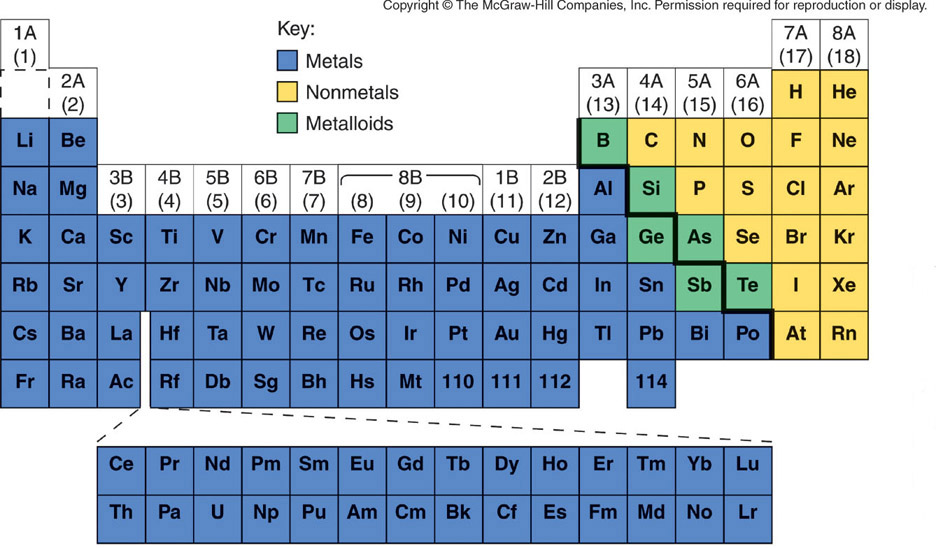 Copyright © The McGraw-Hill Companies, Inc. Permission required for reproduction or display.
1A
(1)
Key:
7A 8A
(17) (18)
Metals
2A
(2)
3A 4A 5A 6A
(13) (14) (15) (16)
H He
Nonmetals
Metalloids
Li Be B C N O F Ne
3B 4B 5B 6B 7B 8B 1B 2B
(3) (4) (5) (6) (7) (8) (9) (10) (11) (12)
Na Mg Al Si P S Cl Ar
K Ca Sc Ti V Cr Mn Fe Co Ni Cu Zn Ga Ge As Se Br Kr
Rb Sr Y Zr Nb Mo Tc Ru Rh Pd Ag Cd In Sn Sb Te I Xe
Cs Ba La Hf Ta W Re Os Ir Pt Au Hg Tl Pb Bi Po At Rn
Fr Ra Ac Rf Db Sg Bh Hs Mt 110 111 112 114
Ce Pr Nd Pm Sm Eu Gd Tb Dy Ho Er Tm Yb Lu
Th Pa U Np Pu Am Cm Bk Cf Es Fm Md No Lr